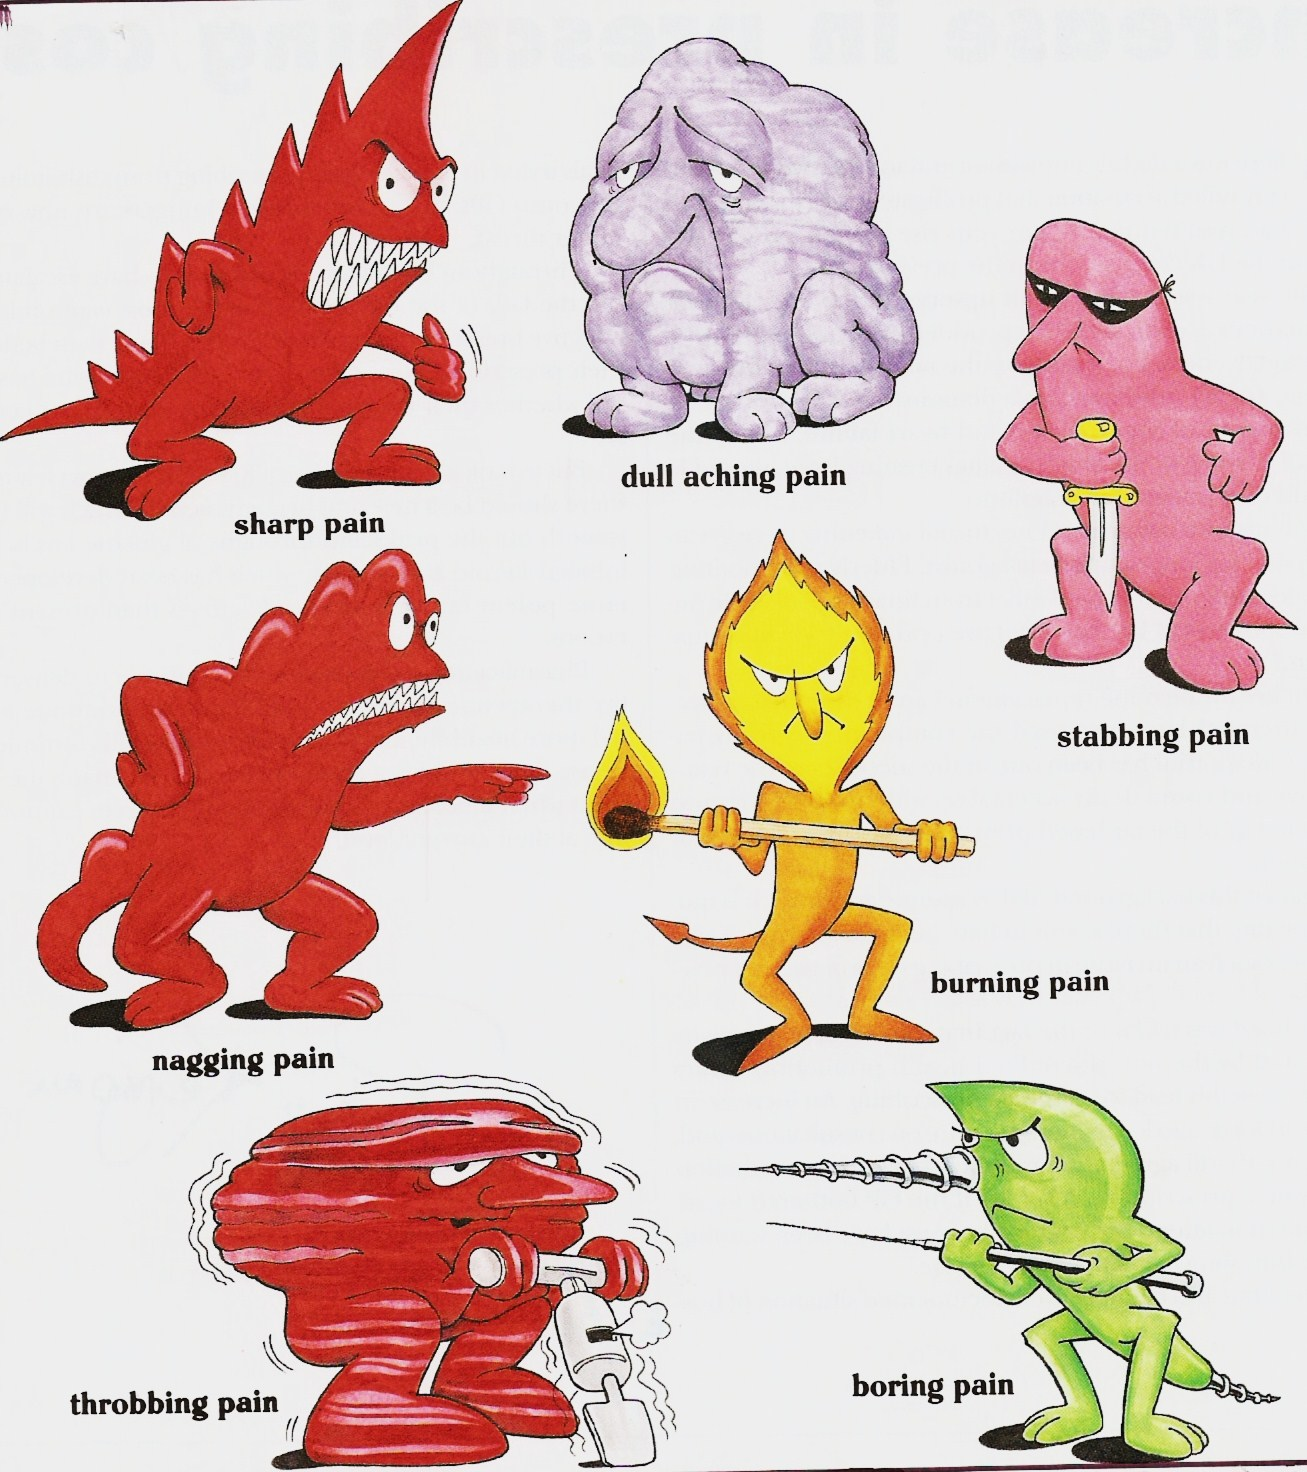 sharp pain
dull aching pain
stabbing pain
nagging pain
burning pain
throbbing pain
boring pain